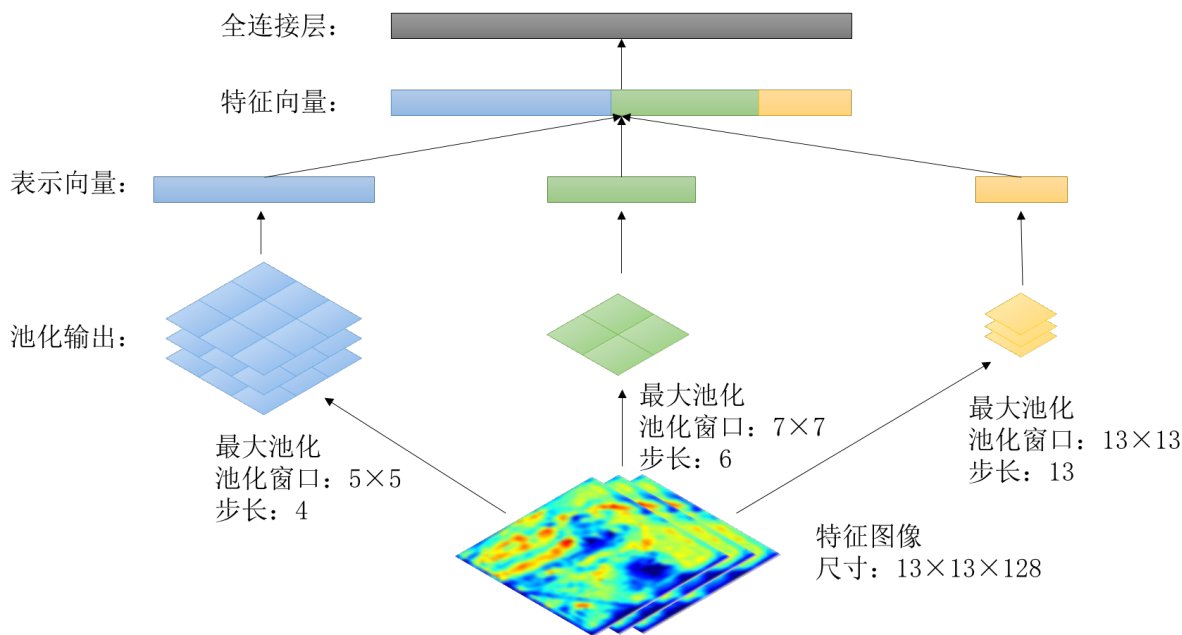 全连接层：
特征向量：
表示向量：
池化输出：
最大池化
池化窗口：5×5
步长：4
最大池化
池化窗口：7×7
步长：6
最大池化
池化窗口：13×13
步长：13
特征图像
尺寸：13×13×128